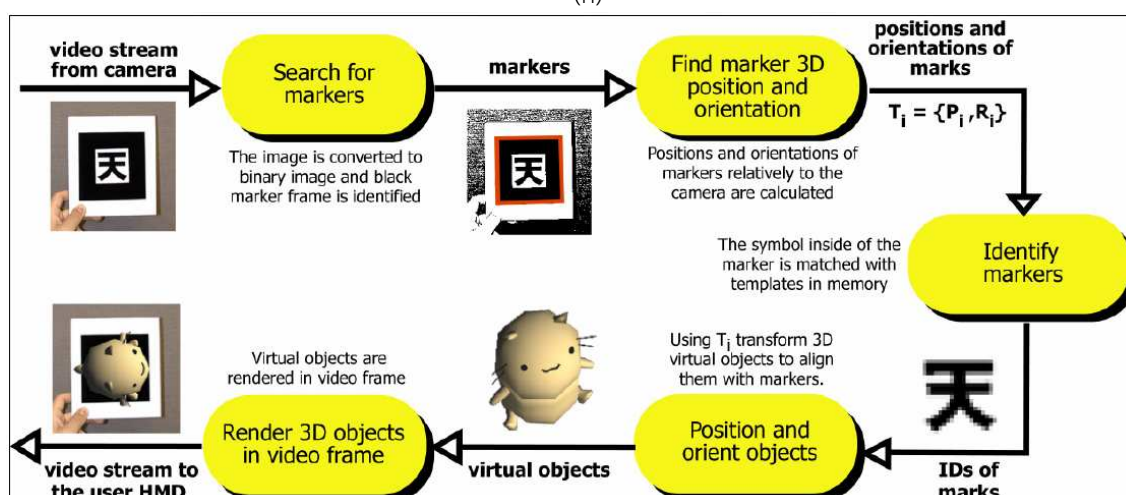 (H)
video stream
from camera
Search for
markers
The image is converted to
binary image and black
marker frame is identified
天
markers
天
Find marker 3D
position and
orientation
Positions and orientations of
markers relatively to the
camera are calculated
positions and
orientations of
marks
Ti = {Pi ,Ri}
Identify
markers
The symbol inside of the
marker is matched with
templates in memory
天
IDs of
marks
Using Ti transform 3D
virtual objects to align
them with markers.
Position and
orient objects
virtual objects
Virtual objects are
rendered in video frame
Render 3D objects
in video frame
video stream to
the user HMD